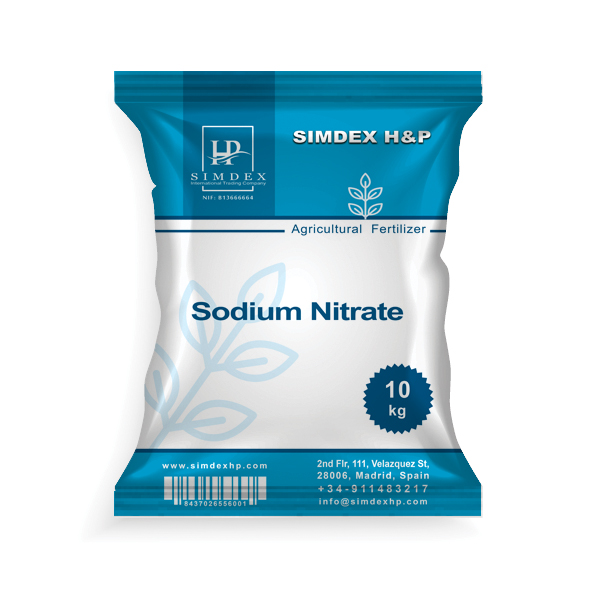 HP
SIMDEX
International Trading Company
NIF: B13666664
SIMDEX H&P
Agricultural Fertilizer
Sodium Nitrate
10
kg
www.simdexhp.com
8437026556001
2nd Flr, 111, Velazquez St,
28006, Madrid, Spain
+34-911483217
info@simdexhp.com